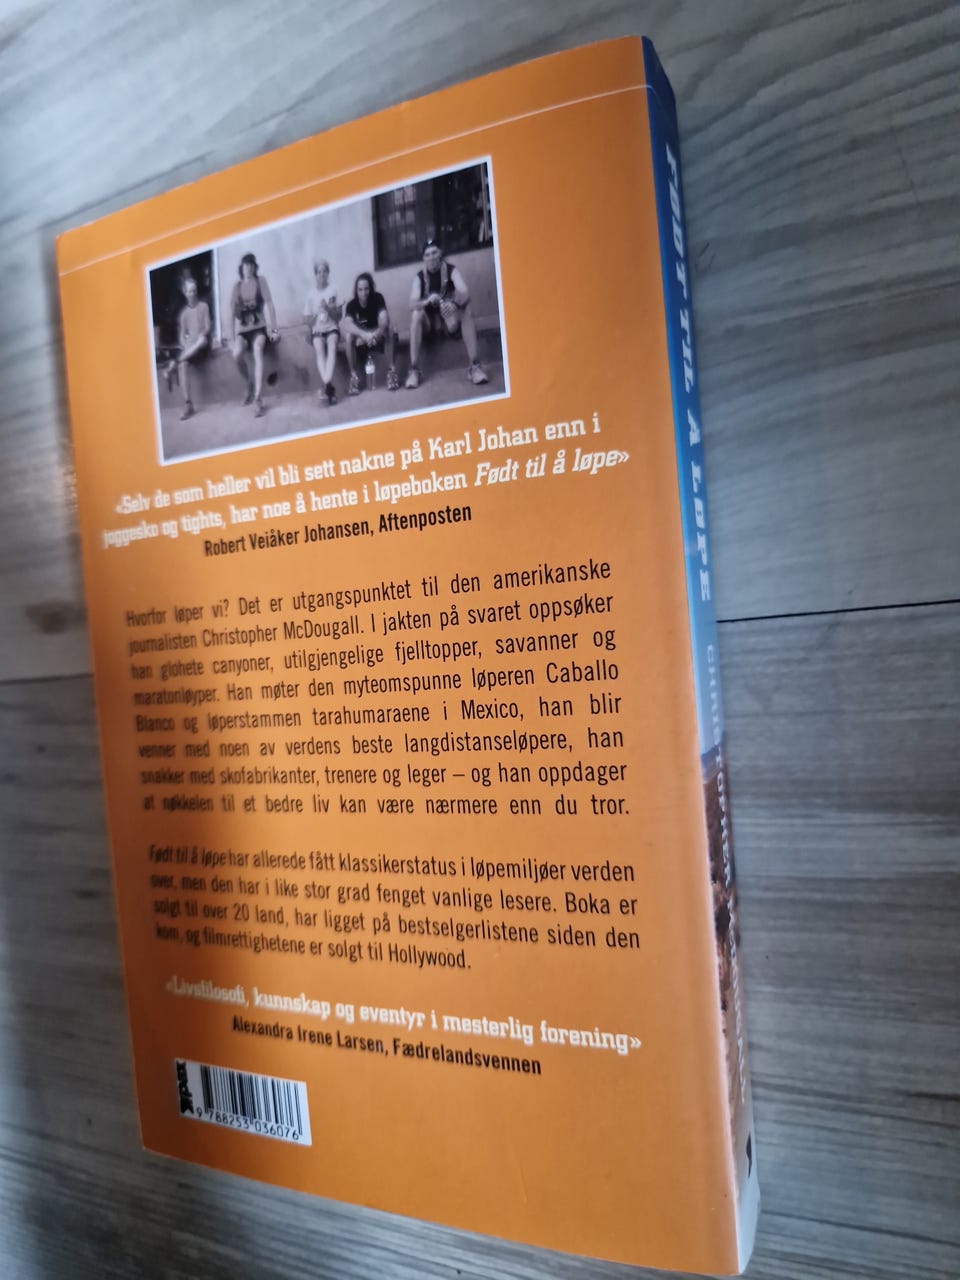 «Selv de som heller vil bli sett nakne på Karl Johan enn i
joggesko og tights, har noe å hente i løpeboken Født til å løpe»
Robert Veiåker Johansen, Aftenposten
Hvorfor løper vi? Det er utgangspunktet til den amerikanske
journalisten Christopher McDougall. I jakten på svaret oppsøker
han glohete canyoner, utilgjengelige fjelltopper, savanner og
maratonløyper. Han møter den myteomspunne løperen Caballo
Blanco og løperstammen tarahumaraene i Mexico, han blir
venner med noen av verdens beste langdistanseløpere, han
snakker med skofabrikanter, trenere og leger – og han oppdager
at nøkkelen til et bedre liv kan være nærmere enn du tror.
Født til å løpe har allerede fått klassikerstatus i løpemiljøer verden
over, men den har i like stor grad fenget vanlige lesere. Boka er
solgt til over 20 land, har ligget på bestselgerlistene siden den
kom, og filmrettighetene er solgt til Hollywood.
«Livsfilosofi, kunnskap og eventyr i mesterlig forening»
Alexandra Irene Larsen, Fædrelandsvennen
9 788253 036076
FØDT TIL Å LØPE CHRISTOPHER McDOUGALL